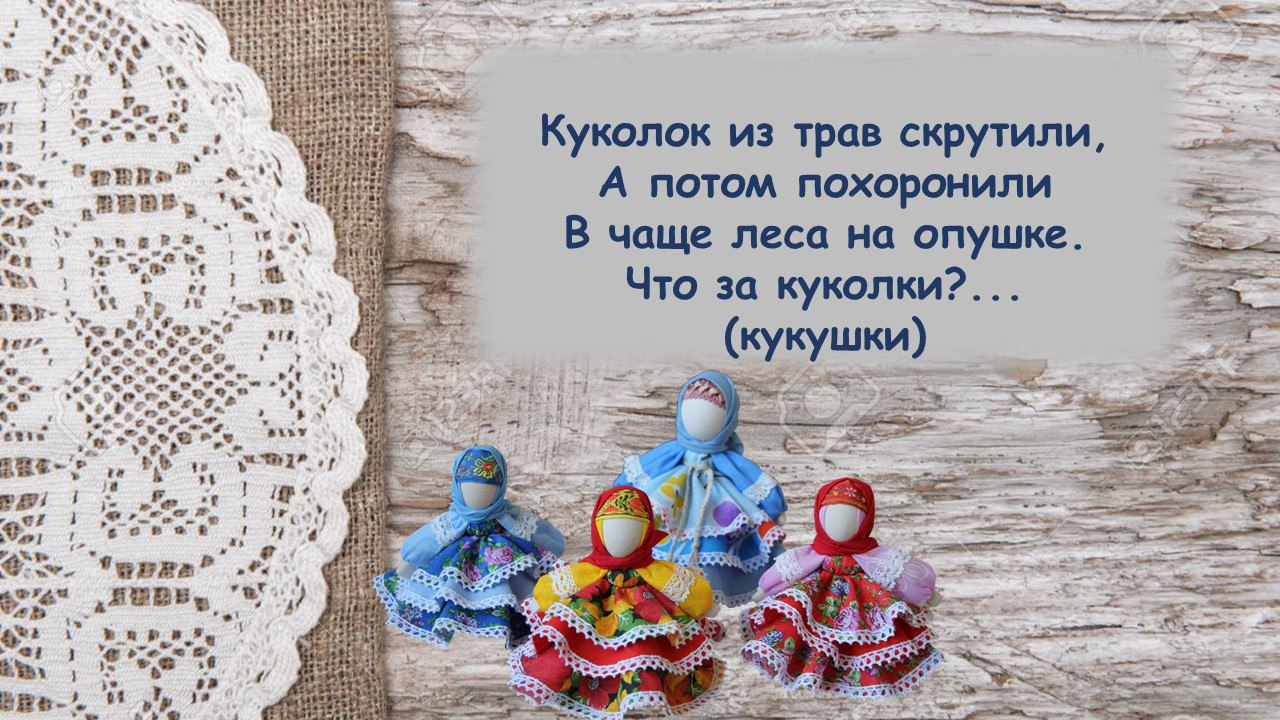 Куколок из трав скрутили,
А потом похоронили
В чаще леса на опушке.
Что за куколки?...
(кукушки)